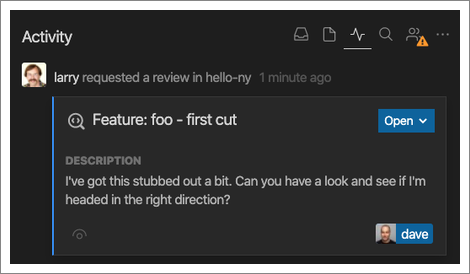 Activity
larry requested a review in hello-ny 1 minute ago
Feature: foo - first cut
Open
DESCRIPTION
I've got this stubbed out a bit. Can you have a look and see if I'm
headed in the right direction?
dave